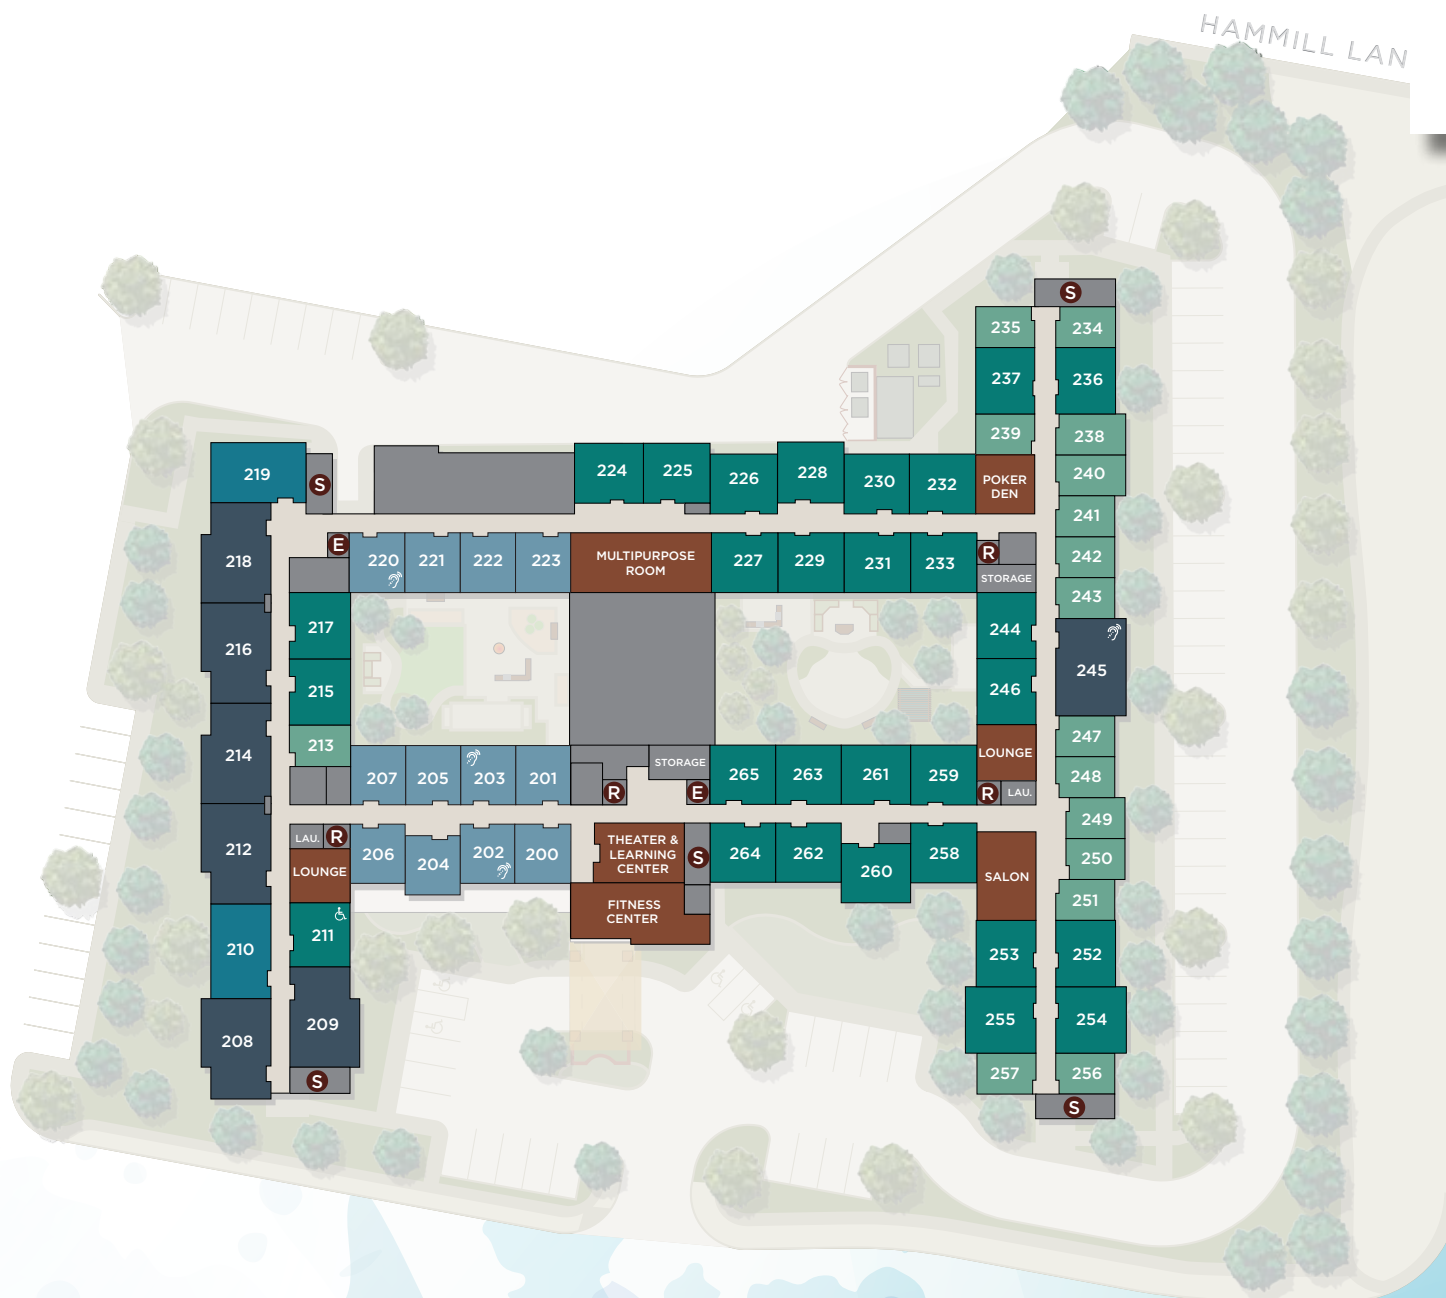 HAMMILL LAN
S
235
234
237
236
239
238
219
S
224
225
226
228
230
232
POKER
DEN
240
241
218
E
220
221
222
223
MULTIPURPOSE
ROOM
227
229
231
233
R
STORAGE
242
243
217
216
244
245
215
246
213
214
247
LOUNGE
248
207
205
203
201
R
STORAGE
E
265
263
261
259
R
LAU.
249
LAU.
R
212
206
204
202
200
THEATER &
LEARNING
CENTER
S
264
262
260
258
250
LOUNGE
SALON
251
FITNESS
CENTER
211
210
253
252
209
208
255
254
257
256
S
S